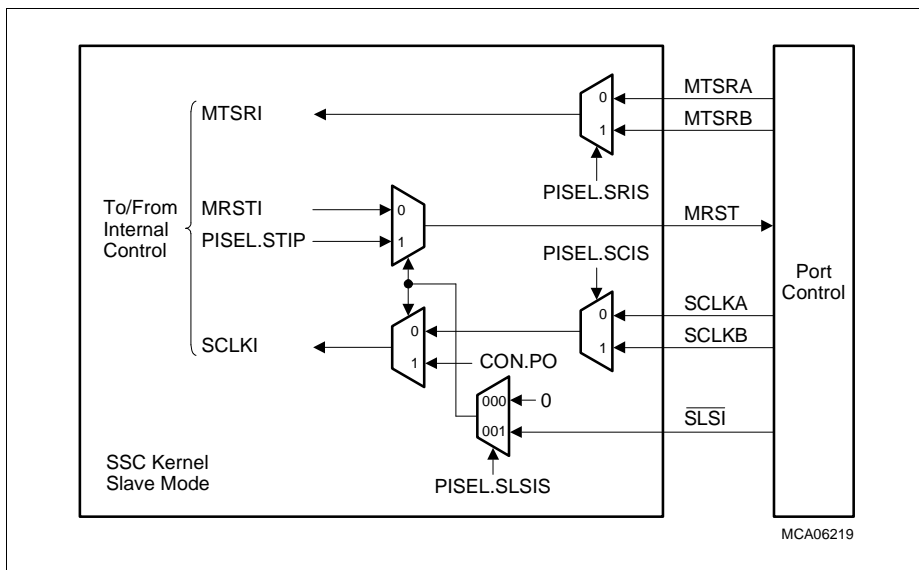 MTSRA
MTSRI
0
1
MTSRB
PISEL.SRIS
To/From
Internal
Control
MRSTI
0
MRST
PISEL.STIP
1
PISEL.SCIS
Port
Control
SCLKA
0
0
SCLKI
1
SCLKB
1
CON.PO
000
0
001
SLSI
SSC Kernel
Slave Mode
PISEL.SLSIS
MCA06219